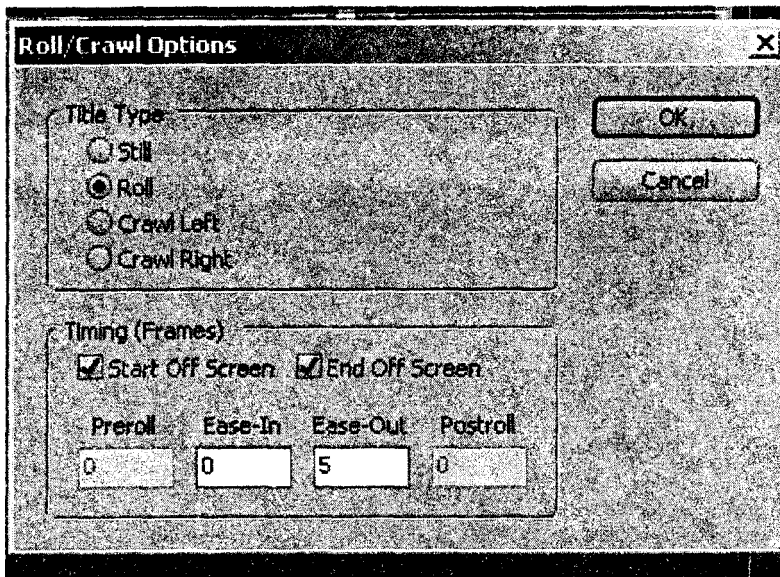 Roll/Crawl Options
Title Type
Still
Roll
Crawl Left
Crawl Right
OK
Cancel
Timing (Frames)
Start Off Screen End Off Screen
Preroll Ease-In Ease-Out Postroll
0 0 5 0